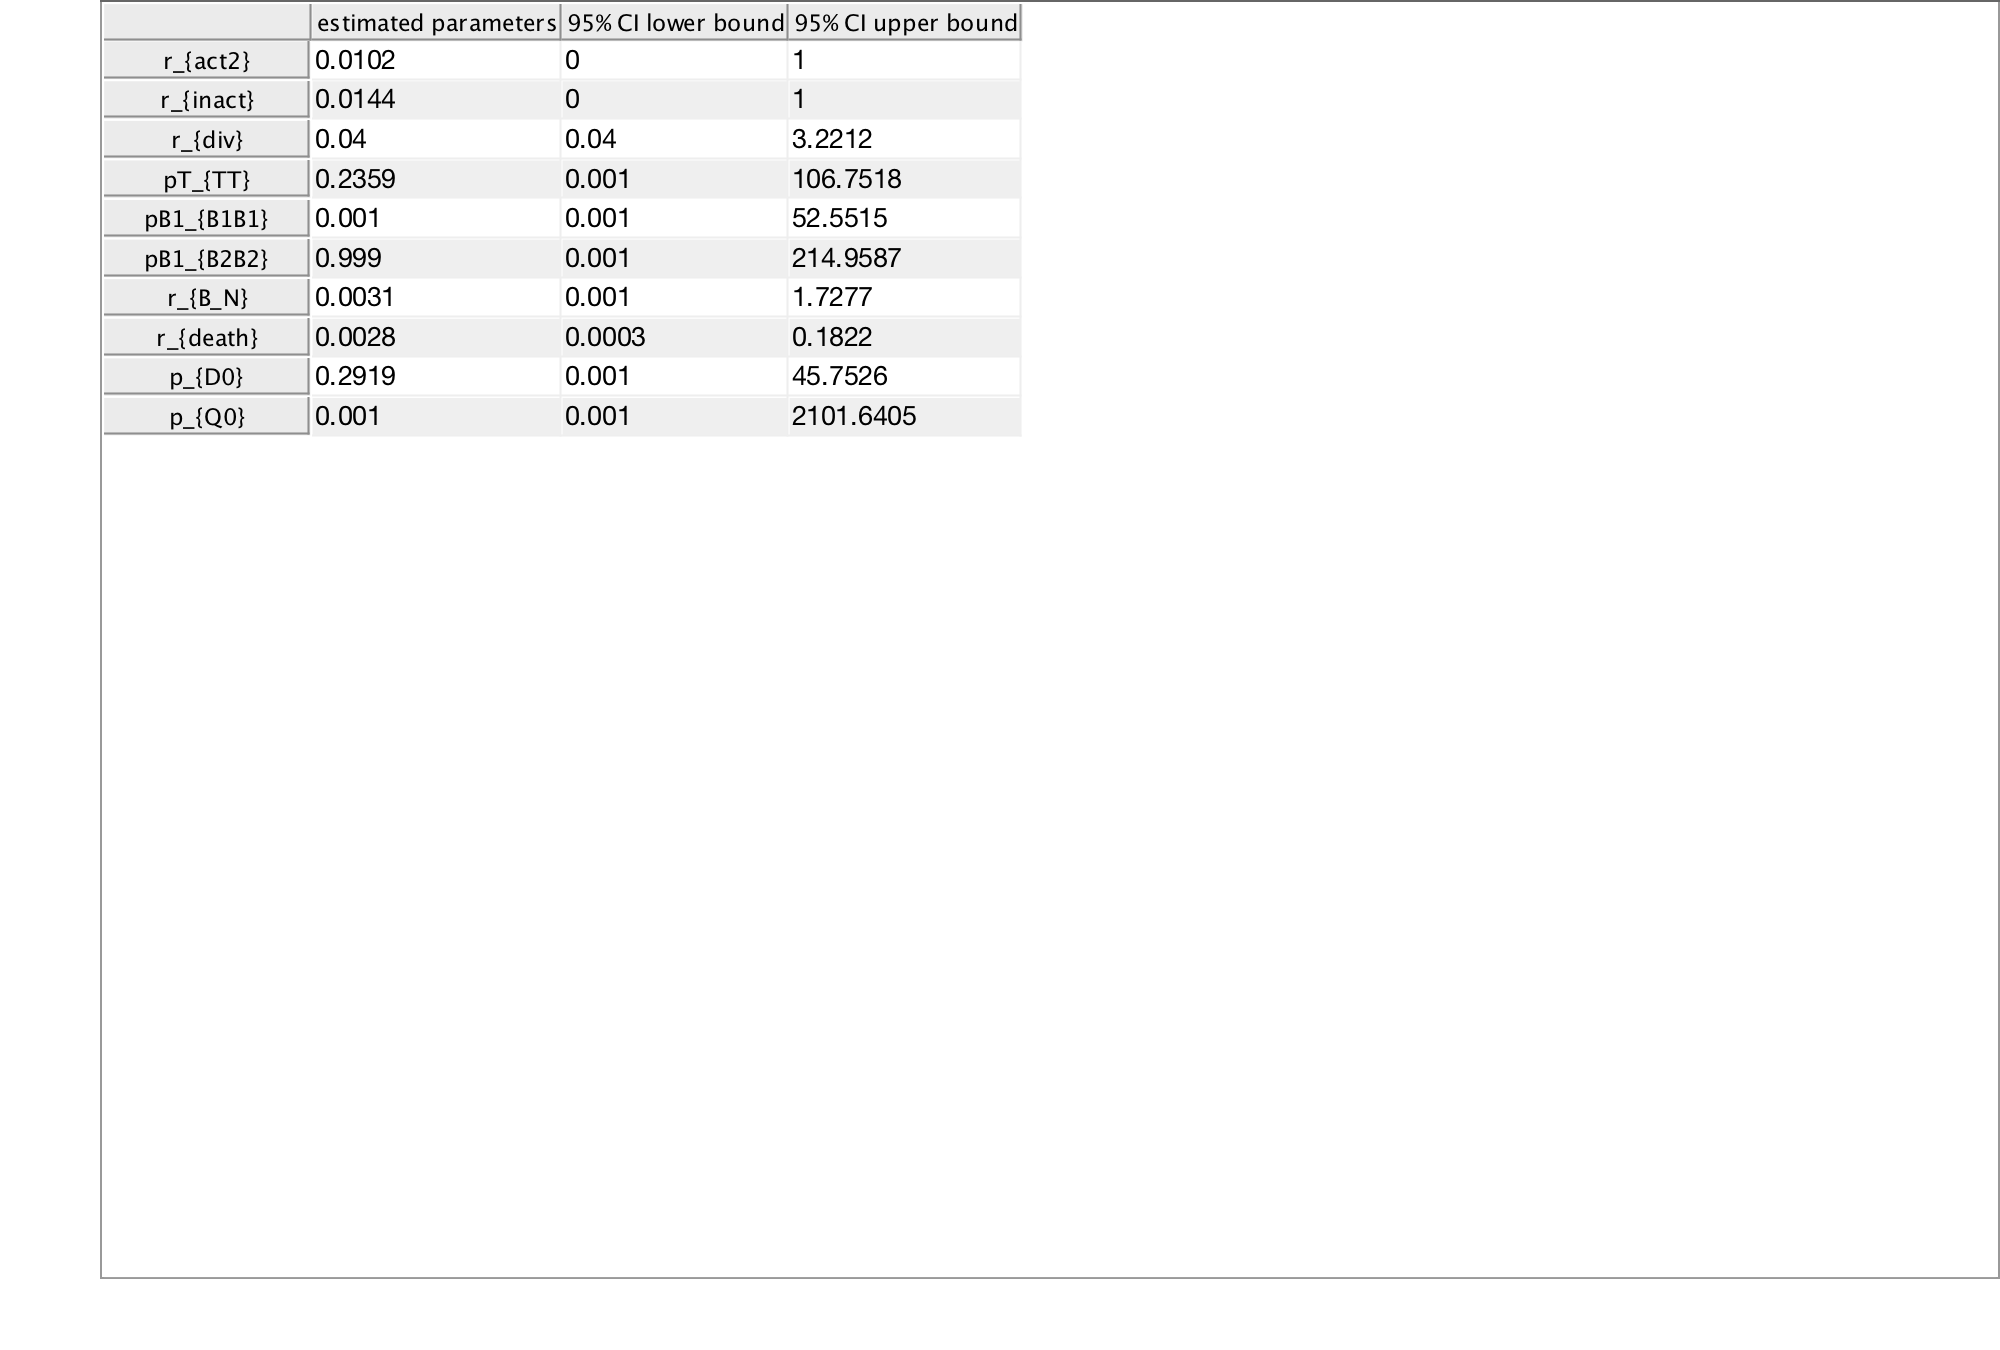 estimated parameters 95% CI lower bound 95% CI upper bound
r_{act2} 0.0102 0 1
r_{inact} 0.0144 0 1
r_{div} 0.04 0.04 3.2212
pT_{TT} 0.2359 0.001 106.7518
pB1_{B1B1} 0.001 0.001 52.5515
pB1_{B2B2} 0.999 0.001 214.9587
r_{B_N} 0.0031 0.001 1.7277
r_{death} 0.0028 0.0003 0.1822
p_{D0} 0.2919 0.001 45.7526
p_{Q0} 0.001 0.001 2101.6405